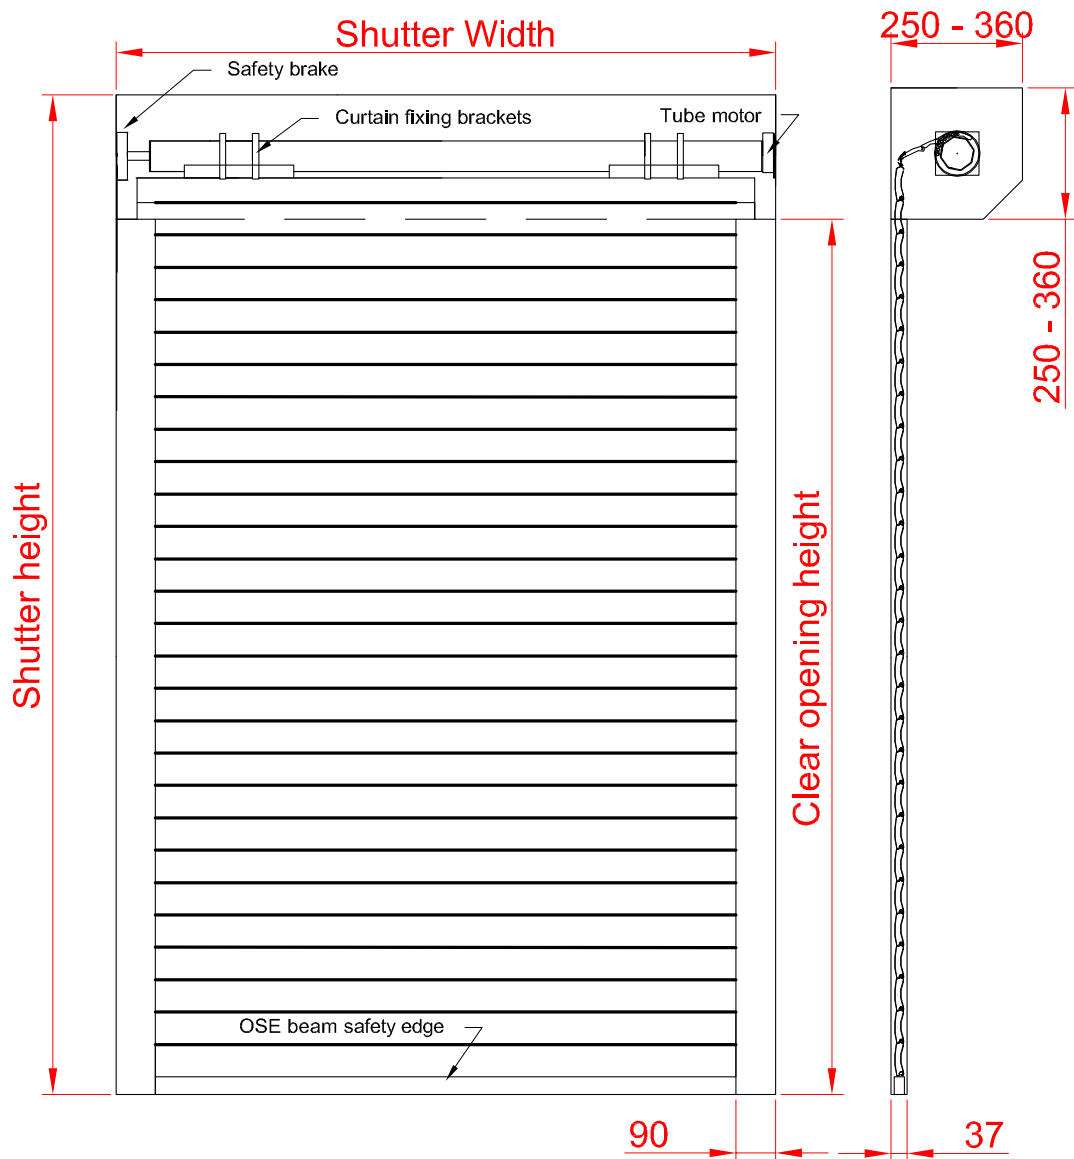 Shutter Width
250 - 360
Safety brake
Curtain fixing brackets
Tube motor
250 - 360
Shutter height
Clear opening height
OSE beam safety edge
90
37